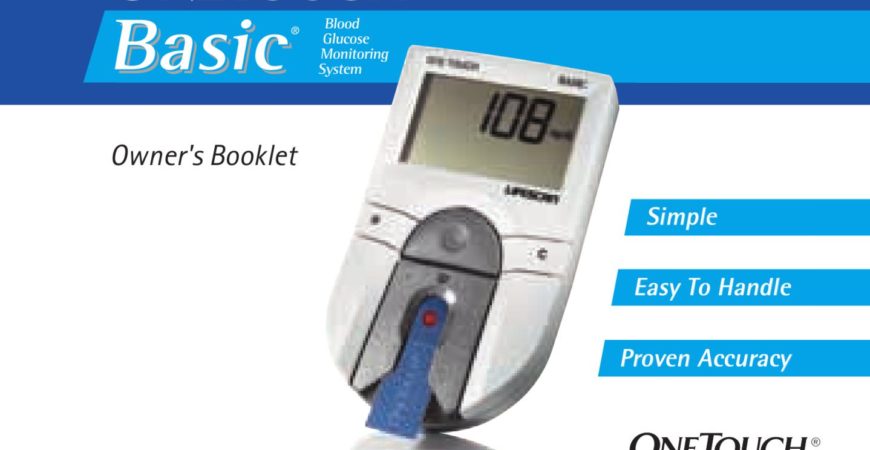 Basic®
Blood
Glucose
Monitoring
System
ONE TOUCH
BASIC
108
LIFESCAN
Owner's Booklet
C
Simple
Easy To Handle
Proven Accuracy
ONETOUCH®